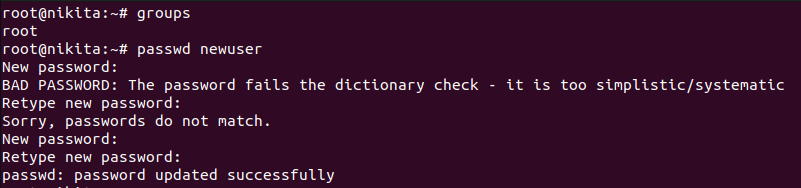 root@nikita:~# groups
root
root@nikita:~# passwd newuser
New password:
BAD PASSWORD: The password fails the dictionary check - it is too simplistic/systematic
Retype new password:
Sorry, passwords do not match.
New password:
Retype new password:
passwd: password updated successfully